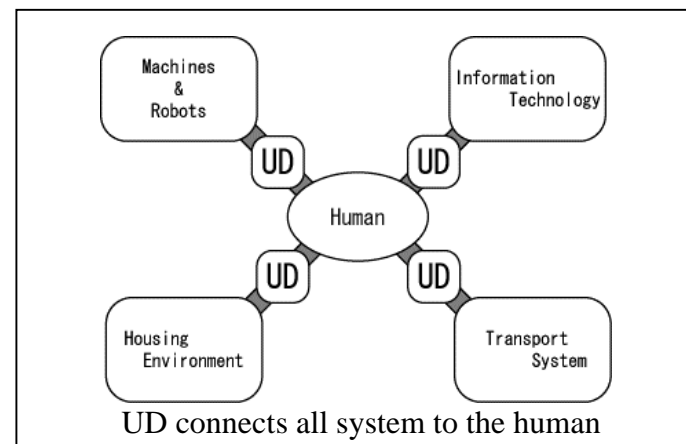 Machines
&
Robots
Information
Technology
UD
UD
Human
UD
UD
Housing
Environment
Transport
System
UD connects all system to the human